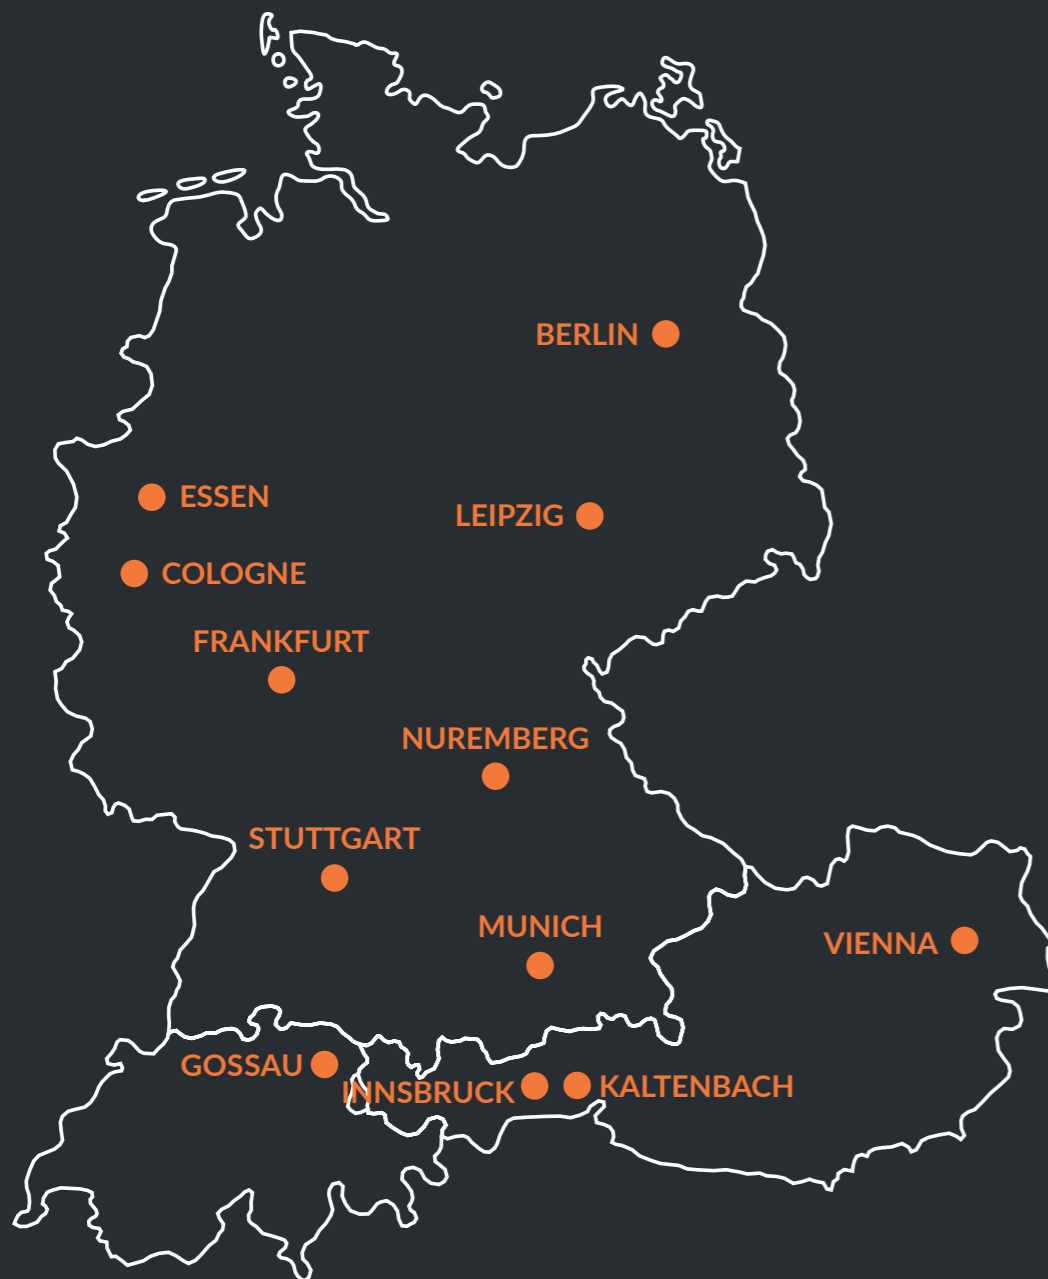 BERLIN
ESSEN
LEIPZIG
COLOGNE
FRANKFURT
NUREMBERG
STUTTGART
MUNICH
VIENNA
GOSSAU
INNSBRUCK
KALTENBACH